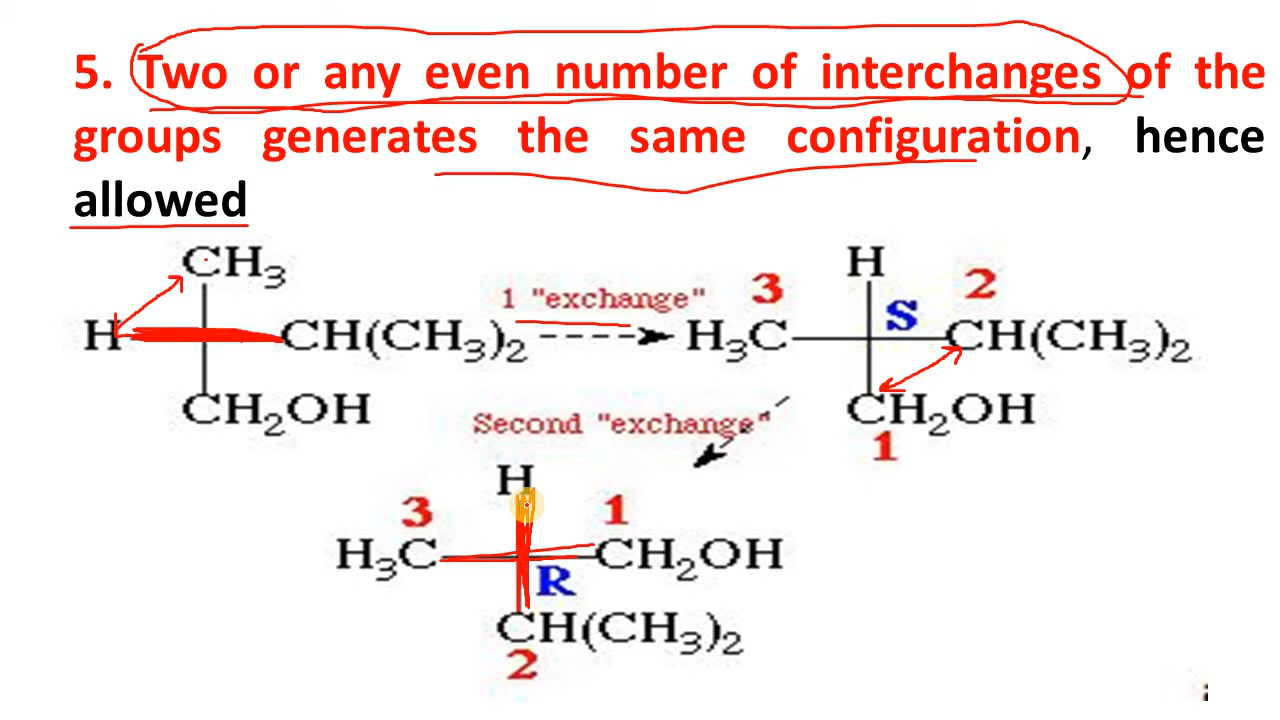 5. Two or any even number of interchanges of the
groups generates the same configuration, hence
allowed
CH3
H CH(CH3)2
CH2OH
1 "exchange"
H
3 2
S
H3C CH(CH3)2
CH2OH
1
Second "exchange"
H
3 1
H3C CH2OH
R
CH(CH3)2
2